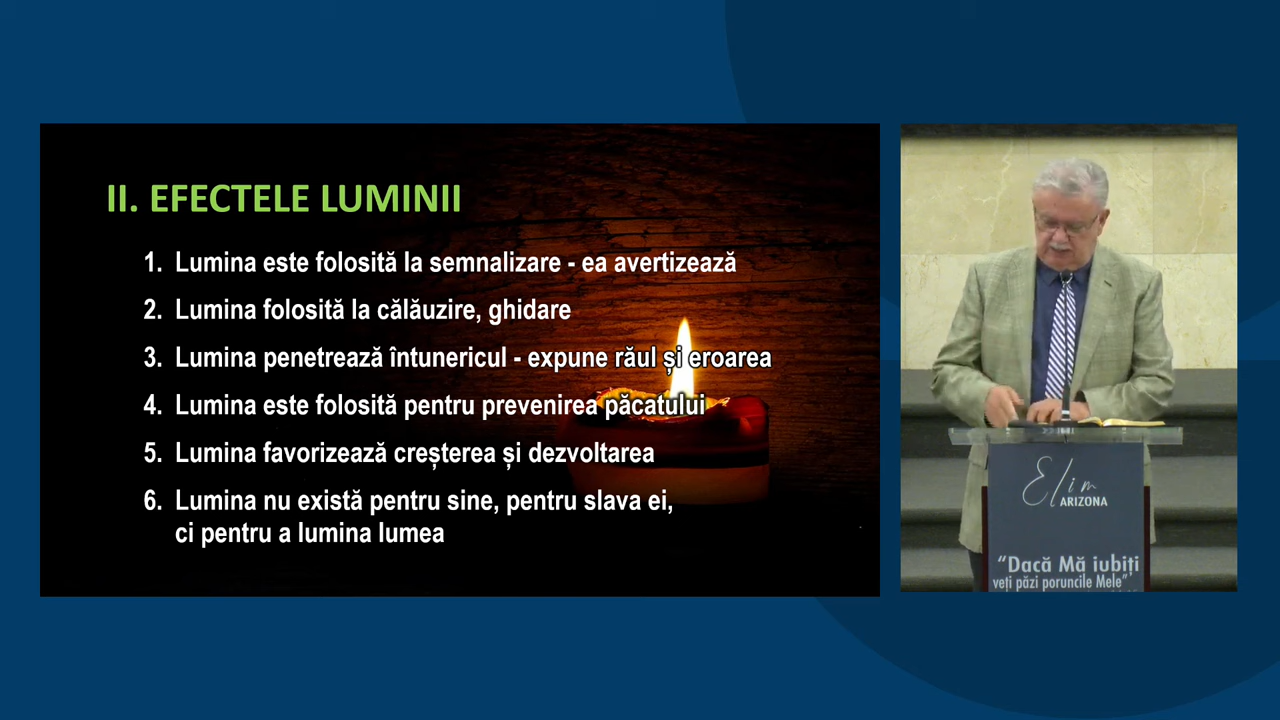 II. EFECTELE LUMINII
1. Lumina este folosită la semnalizare - ea avertizează
2. Lumina folosită la călăuzire, ghidare
3. Lumina penetrează întunericul - expune răul și eroarea
4. Lumina este folosită pentru prevenirea păcatului
5. Lumina favorizează creșterea și dezvoltarea
6. Lumina nu există pentru sine, pentru slava ei,
ci pentru a lumina lumea
Elim
ARIZONA
“Dacă Mă iubiți
veți păzi poruncile Mele”